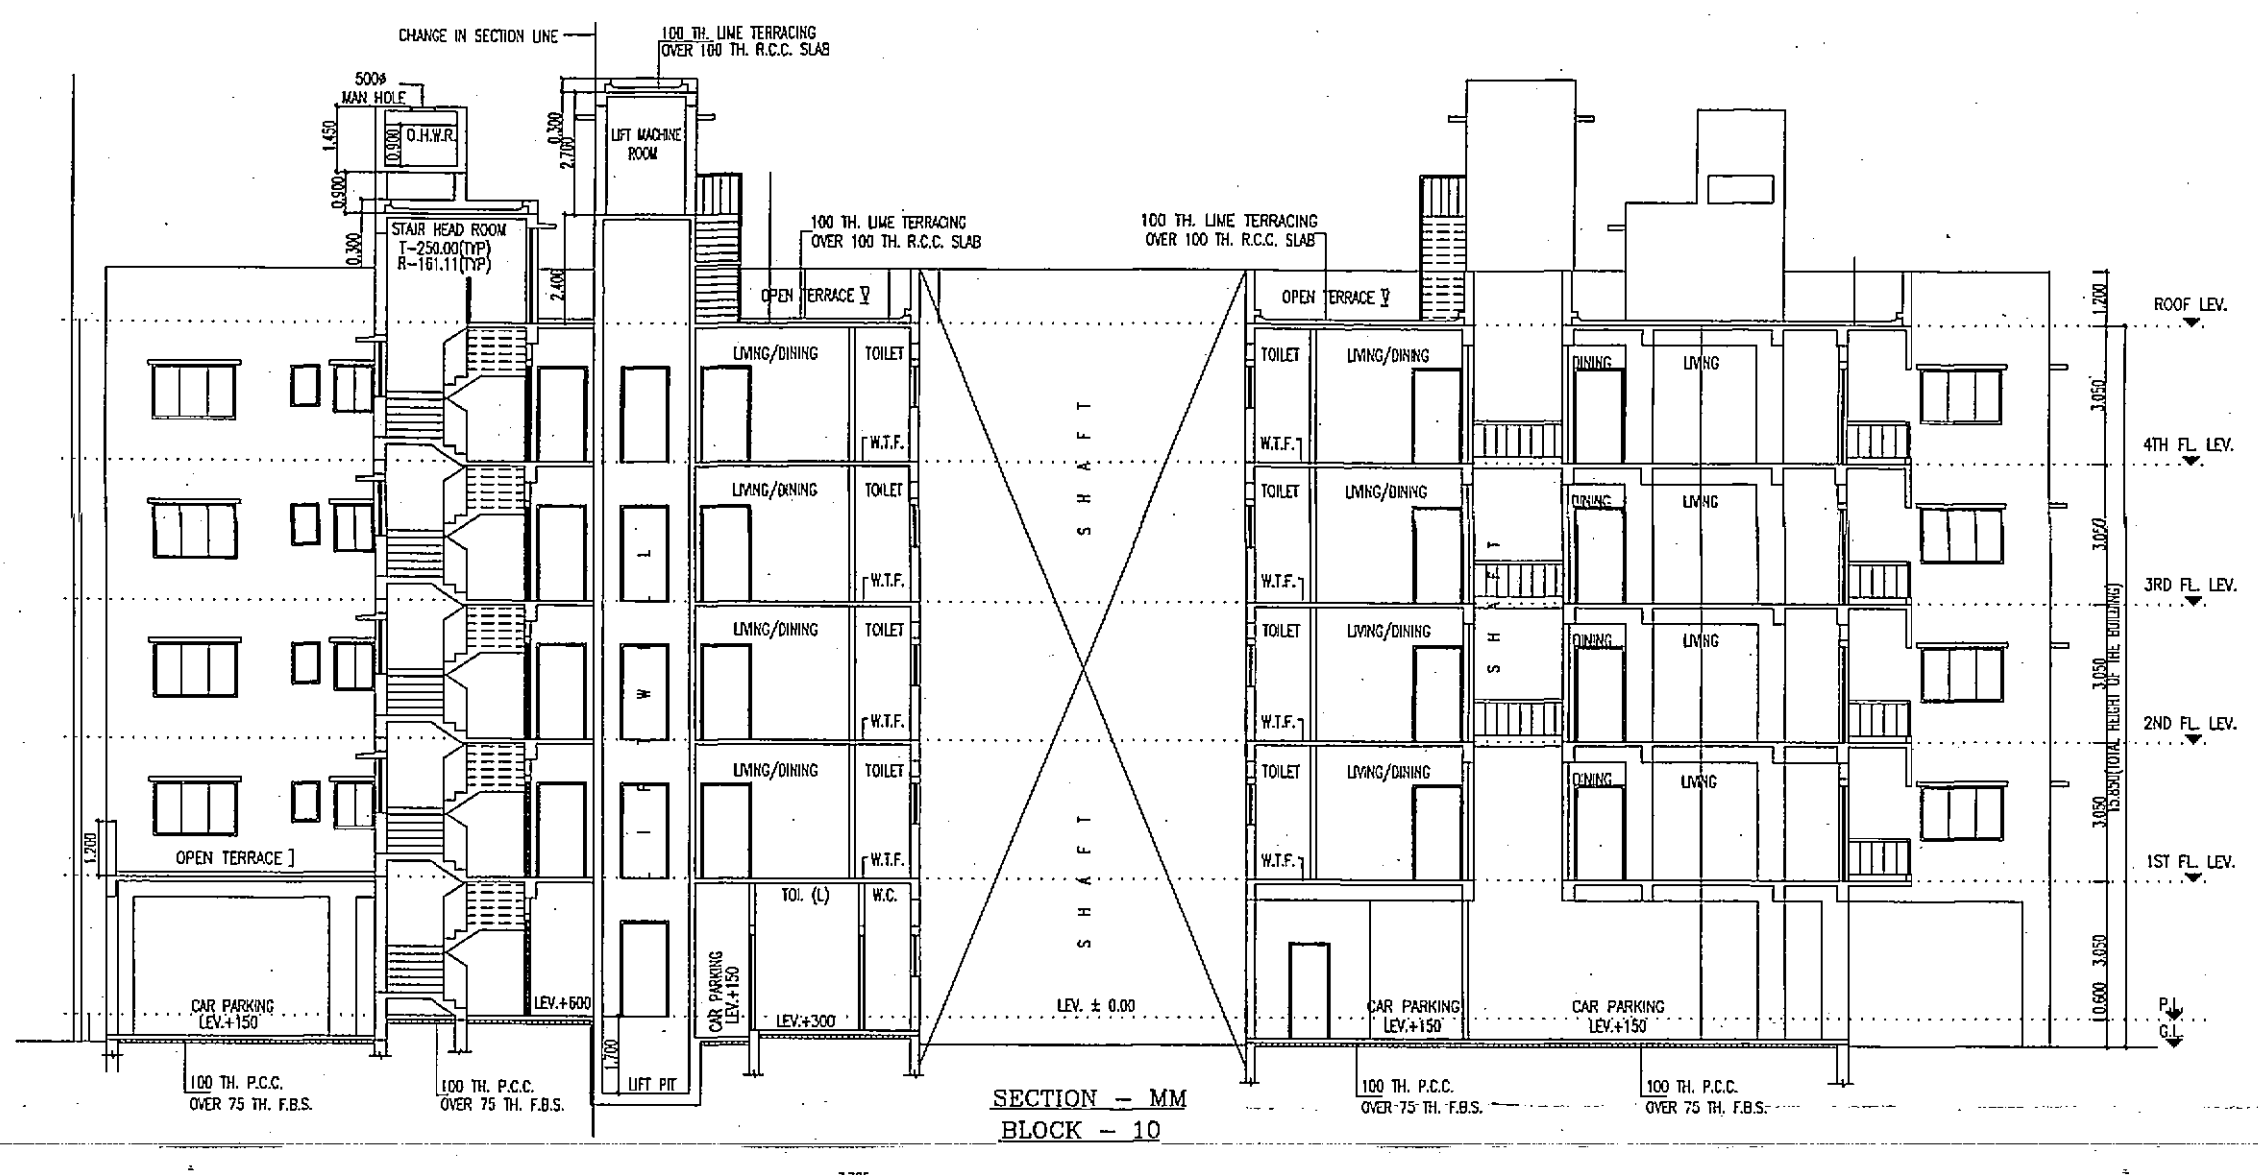 CHANGE IN SECTION LINE
100 TH. LIME TERRACING
OVER 100 TH. R.C.C. SLAB
500ø
MAN HOLE
1.450
0.900
O.H.W.R.
0.900
0.300
0.300
2.700
LIFT MACHINE
ROOM
STAIR HEAD ROOM
T-250.00(TYP)
R-161.11(TYP)
2.400
100 TH. LIME TERRACING
OVER 100 TH. R.C.C. SLAB
100 TH. LIME TERRACING
OVER 100 TH. R.C.C. SLAB
OPEN TERRACE
OPEN TERRACE
1.200
ROOF LEV.
LIVING/DINING
TOILET
TOILET
LIVING/DINING
DINING
LIVING
3.050
W.T.F.
W.T.F.
4TH FL. LEV.
LIVING/DINING
TOILET
TOILET
LIVING/DINING
DINING
LIVING
3.050
W.T.F.
W.T.F.
3RD FL. LEV.
LIVING/DINING
TOILET
TOILET
LIVING/DINING
DINING
LIVING
3.050
W.T.F.
W.T.F.
2ND FL. LEV.
LIVING/DINING
TOILET
TOILET
LIVING/DINING
DINING
LIVING
3.050
W.T.F.
W.T.F.
1ST FL. LEV.
15.850(TOTAL HEIGHT OF THE BUILDING)
SHAFT
SHAFT
SHAFT
1.200
OPEN TERRACE
TOI. (L)
W.C.
3.050
CAR PARKING
LEV.+150
LEV.+600
CAR PARKING
LEV.+150
LEV.+300
LEV. ± 0.00
CAR PARKING
LEV.+150
CAR PARKING
LEV.+150
0.600
P.L.
G.L.
1.700
LIFT PIT
100 TH. P.C.C.
OVER 75 TH. F.B.S.
100 TH. P.C.C.
OVER 75 TH. F.B.S.
100 TH. P.C.C.
OVER 75 TH. F.B.S.
100 TH. P.C.C.
OVER 75 TH. F.B.S.
SECTION - MM
BLOCK - 10